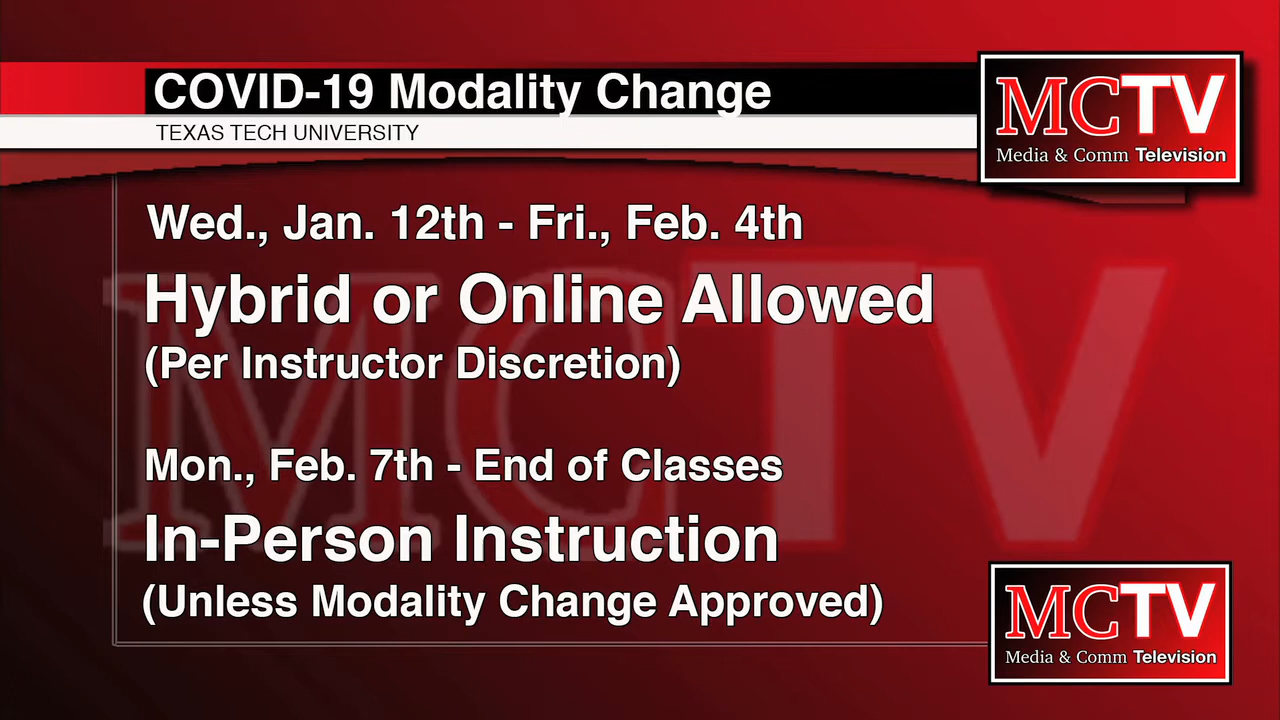 COVID-19 Modality Change
TEXAS TECH UNIVERSITY
MCTV
Media & Comm Television
Wed., Jan. 12th - Fri., Feb. 4th
Hybrid or Online Allowed
(Per Instructor Discretion)
Mon., Feb. 7th - End of Classes
In-Person Instruction
(Unless Modality Change Approved)
MCTV
MCTV
Media & Comm Television